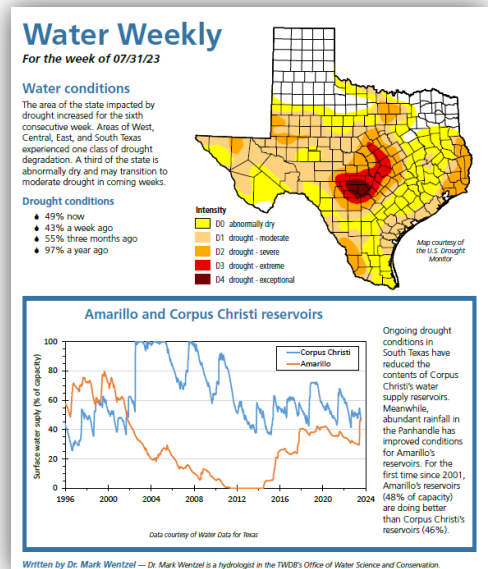 Water Weekly
For the week of 07/31/23
Water conditions
The area of the state impacted by
drought increased for the sixth
consecutive week. Areas of West,
Central, East, and South Texas
experienced one class of drought
degradation. A third of the state is
abnormally dry and may transition to
moderate drought in coming weeks.
Drought conditions
49% now
43% a week ago
55% three months ago
97% a year ago
Intensity
D0 abnormally dry
D1 drought - moderate
D2 drought - severe
D3 drought - extreme
D4 drought - exceptional
Map courtesy of
the U.S. Drought
Monitor
Amarillo and Corpus Christi reservoirs
Surface water suply (% of capacity)
100
80
60
40
20
0
1996 2000 2004 2008 2012 2016 2020 2024
Corpus Christi
Amarillo
Data courtesy of Water Data for Texas
Ongoing drought
conditions in
South Texas have
reduced the
contents of Corpus
Christi's water
supply reservoirs.
Meanwhile,
abundant rainfall in
the Panhandle has
improved conditions
for Amarillo's
reservoirs. For the
first time since 2001,
Amarillo's reservoirs
(48% of capacity)
are doing better
than Corpus Christi's
reservoirs (46%).
Written by Dr. Mark Wentzel — Dr. Mark Wentzel is a hydrologist in the TWDB's Office of Water Science and Conservation.